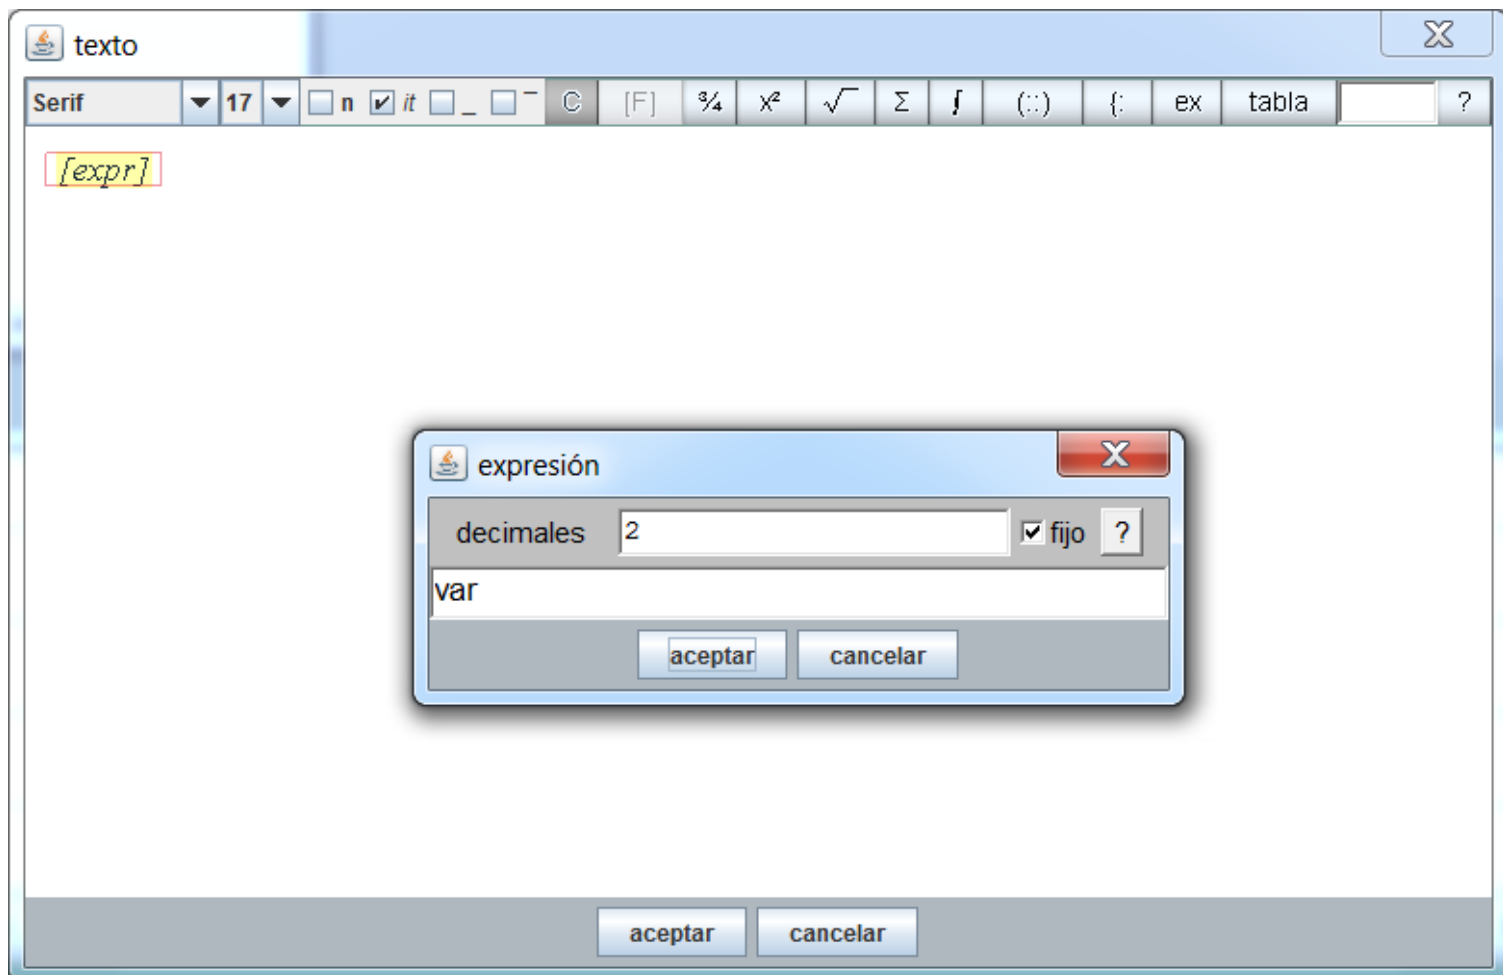 texto
Serif 17 n it _ ¯ C [F] ¾ x² √ Σ ∫ (::) {: ex tabla ?
[expr]
expresión
decimales 2 fijo ?
var
aceptar cancelar
aceptar cancelar